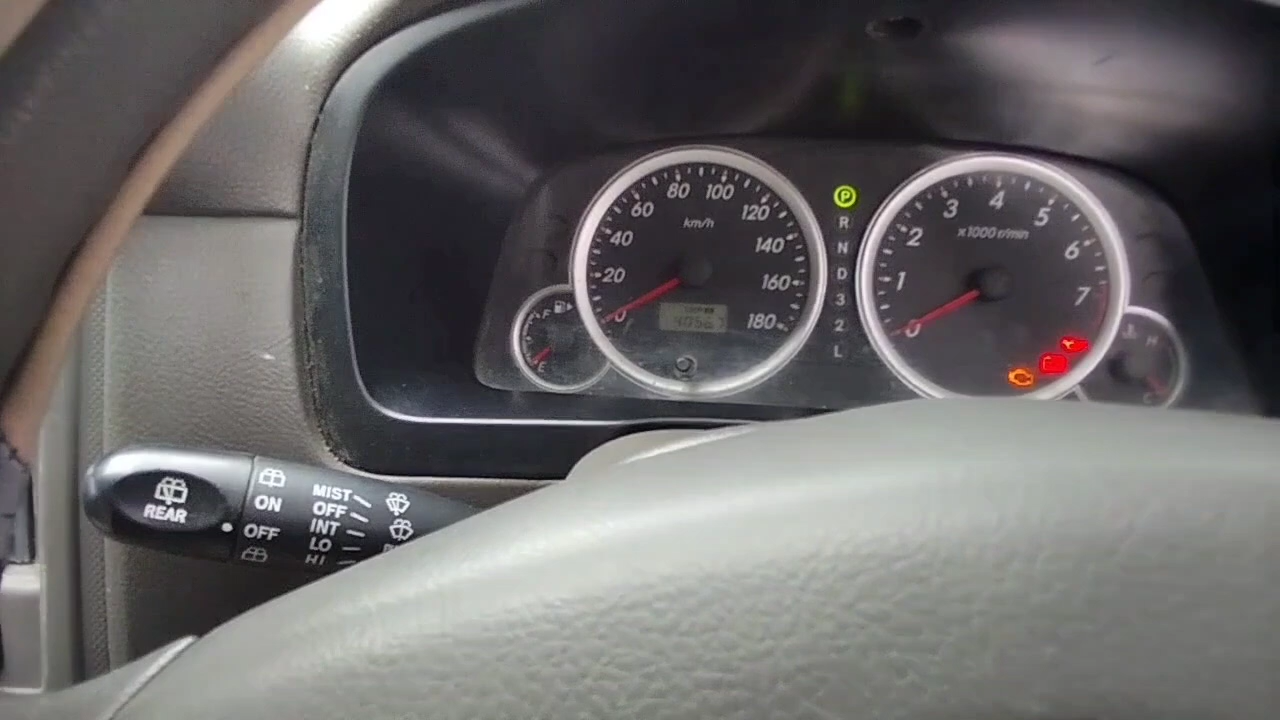 80 100
60 120
km/h
40 140
20 160
0 180
F
E
P
R
N
D
3
2
L
3 4 5
2 6
x1000 r/min
1 7
0
H
REAR
ON
OFF
MIST
OFF
INT
LO
HI